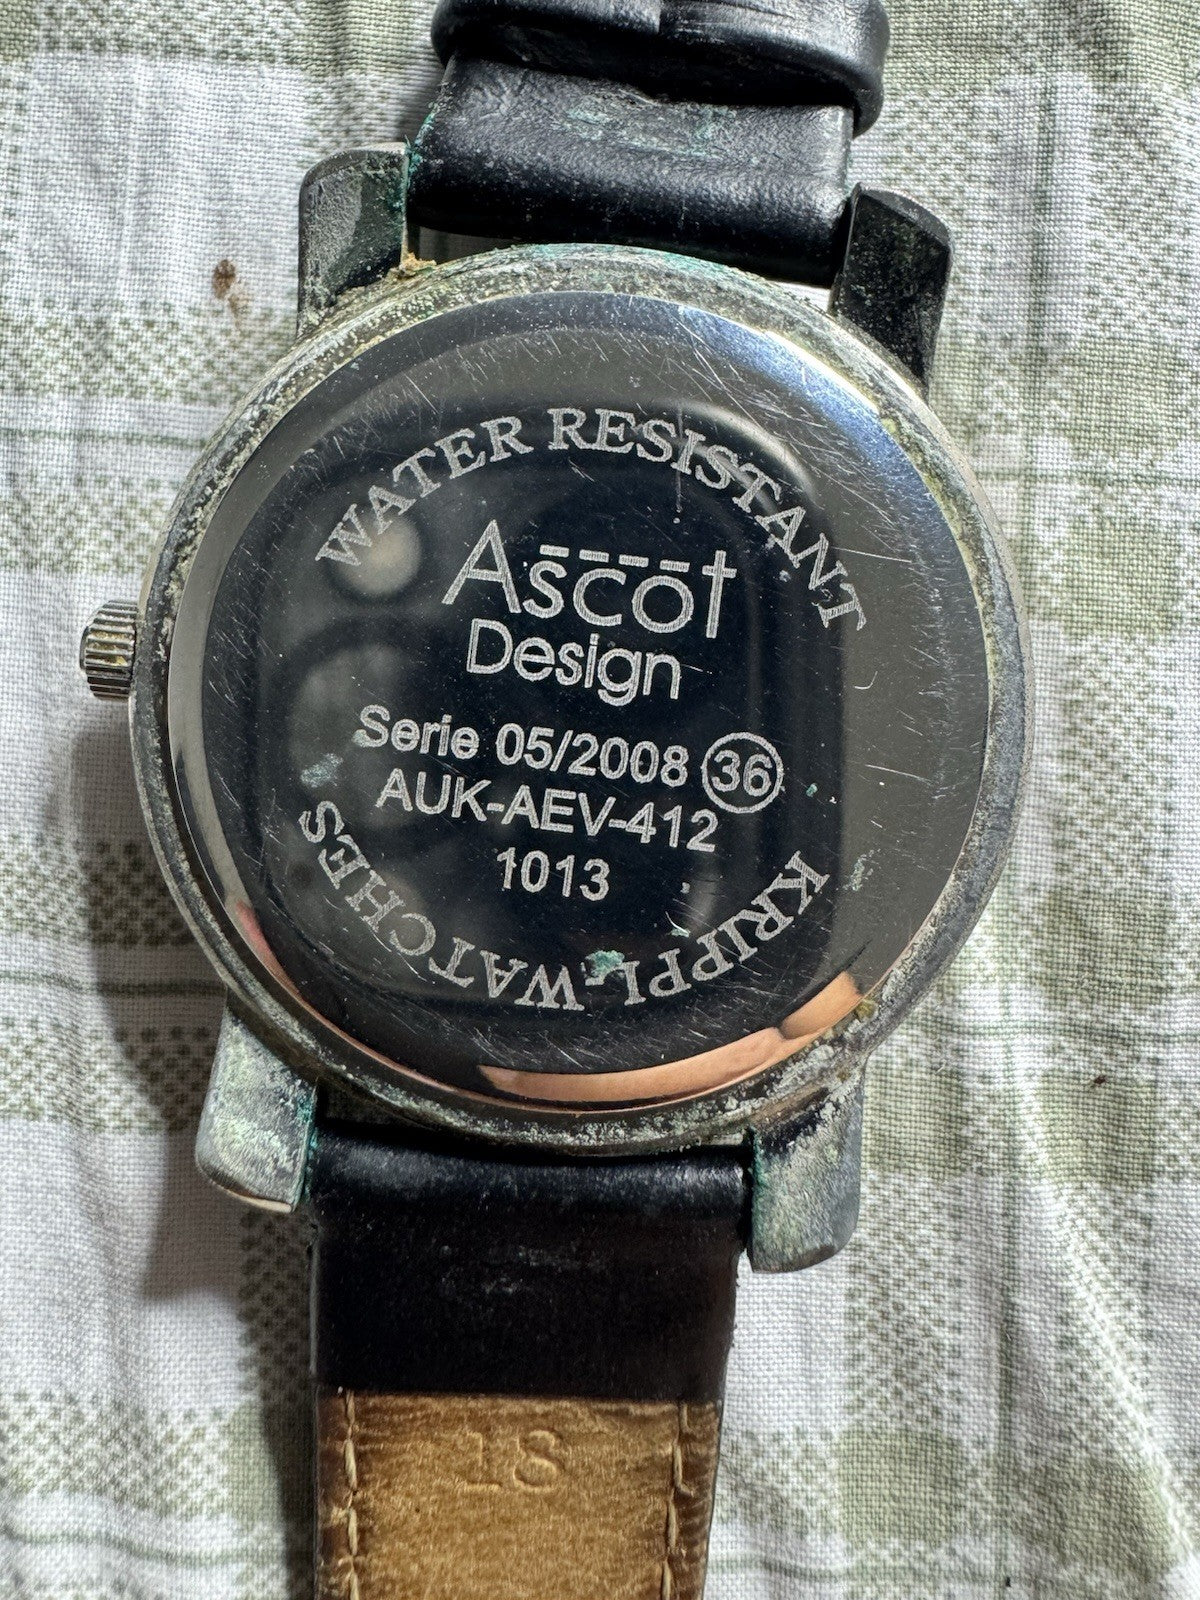 WATER RESISTANT
Ascot
Design
Serie 05/2008 36
AUK-AEV-412
1013
KRIPPL-WATCHES
18